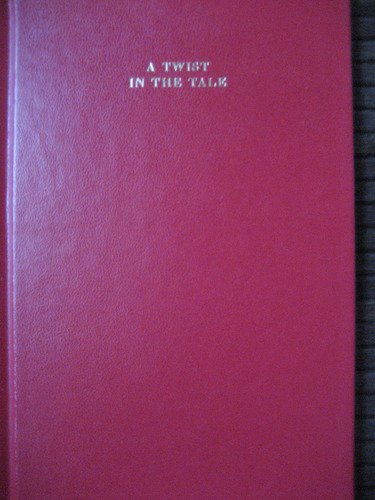 A TWIST
IN THE TALE